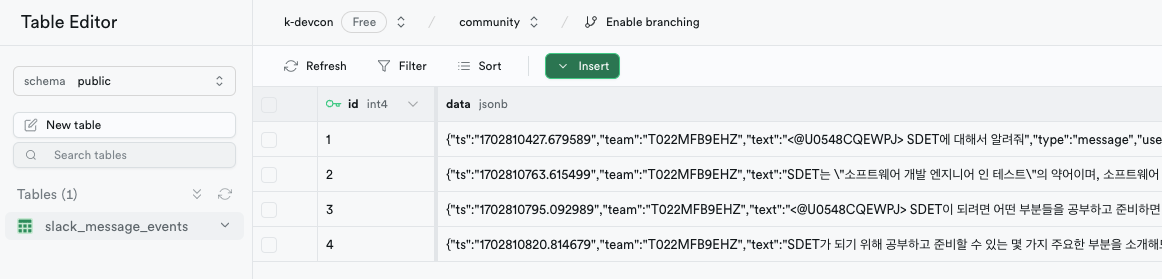 Table Editor
k-devcon Free / community / Enable branching
schema public
Refresh Filter Sort Insert
New table
Search tables
Tables (1)
slack_message_events
id int4 data jsonb
1 {"ts":"1702810427.679589","team":"T022MFB9EHZ","text":"<@U0548CQEWPJ> SDET에 대해서 알려줘","type":"message","use
2 {"ts":"1702810763.615499","team":"T022MFB9EHZ","text":"SDET는 \"소프트웨어 개발 엔지니어 인 테스트\"의 약어이며, 소프트웨어
3 {"ts":"1702810795.092989","team":"T022MFB9EHZ","text":"<@U0548CQEWPJ> SDET이 되려면 어떤 부분들을 공부하고 준비하면
4 {"ts":"1702810820.814679","team":"T022MFB9EHZ","text":"SDET가 되기 위해 공부하고 준비할 수 있는 몇 가지 주요한 부분을 소개해